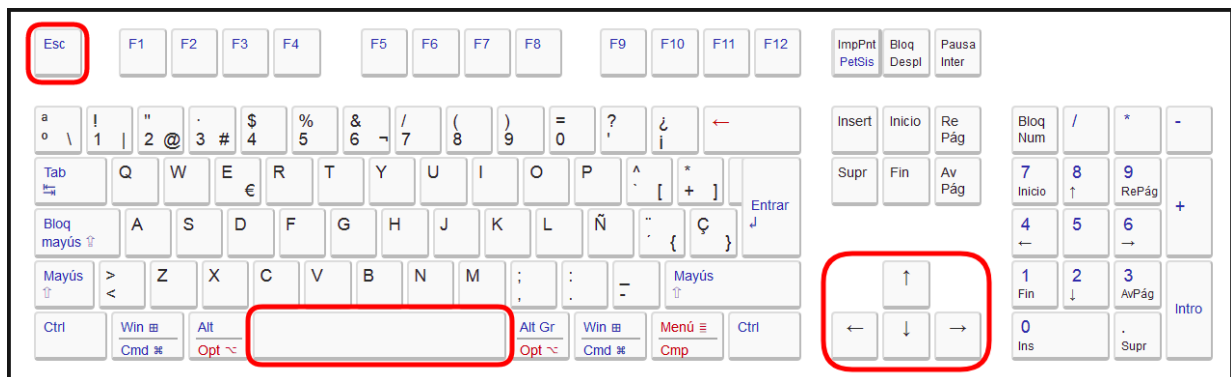 Esc F1 F2 F3 F4 F5 F6 F7 F8 F9 F10 F11 F12 ImpPnt Bloq Pausa
PetSis Despl Inter
ª ! " · $ % & / ( ) = ? ¿ ← Insert Inicio Re Bloq / * -
º \ 1 | 2 @ 3 # 4 5 6 ¬ 7 8 9 0 ' ¡ Pág Num
Tab Q W E R T Y U I O P ^ * Supr Fin Av 7 8 9
↹ € ` [ + ] Pág Inicio ↑ RePág
Entrar +
Bloq A S D F G H J K L Ñ ¨ Ç ↲ 4 5 6
mayús ⇧ ´ { } ← →
Mayús > Z X C V B N M ; : _ Mayús ↑ 1 2 3
⇧ < , . - ⇧ Fin ↓ AvPág
Intro
Ctrl Win ⊞ Alt Alt Gr Win ⊞ Menú ≣ Ctrl ← ↓ → 0 .
Cmd ⌘ Opt ⌥ Opt ⌥ Cmd ⌘ Cmp Ins Supr